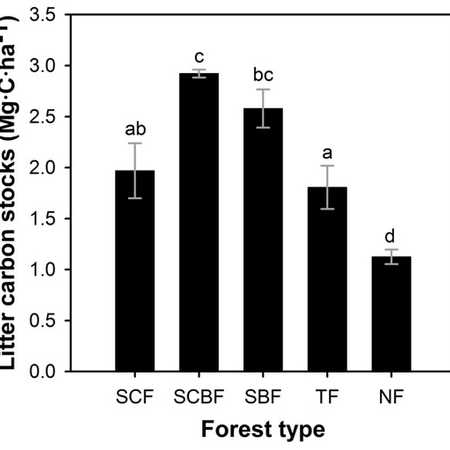 Litter carbon stocks (Mg·C·ha⁻¹)
3.5
3.0
2.5
2.0
1.5
1.0
0.5
0.0
ab
c
bc
a
d
SCF SCBF SBF TF NF
Forest type